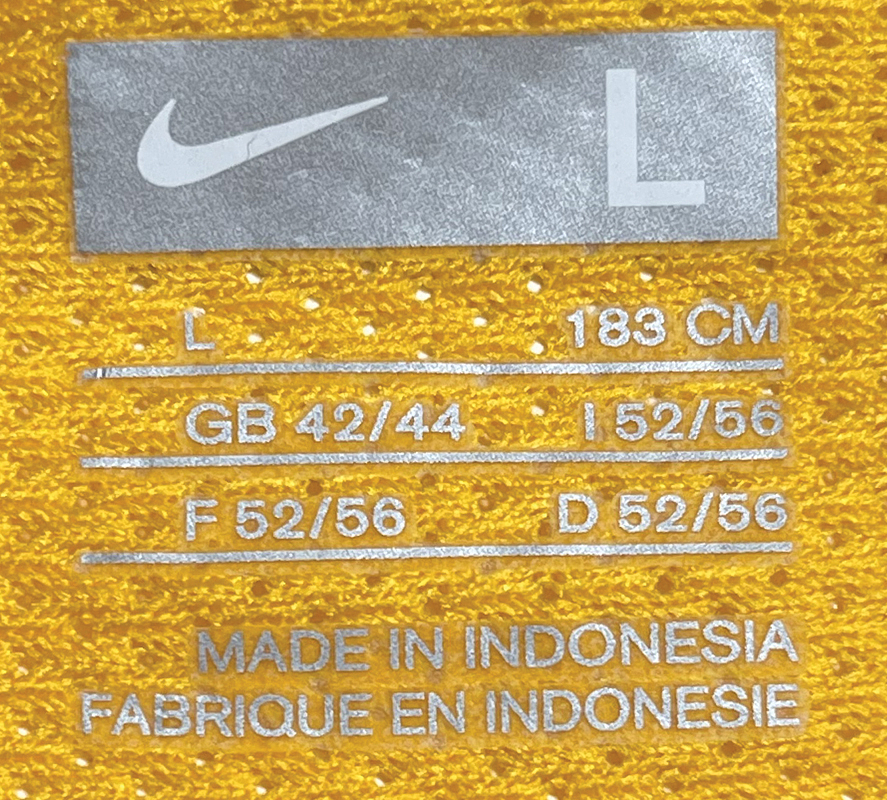 L
L 183 CM
GB 42/44 I 52/56
F 52/56 D 52/56
MADE IN INDONESIA
FABRIQUE EN INDONESIE